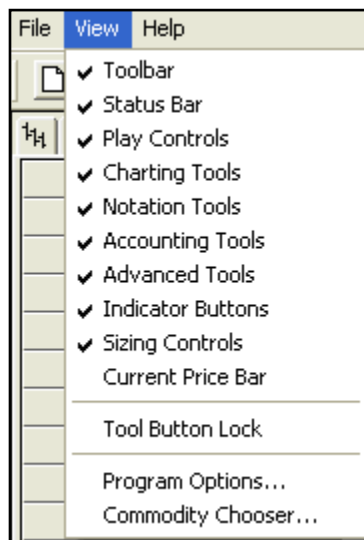 File View Help
Toolbar
Status Bar
Play Controls
Charting Tools
Notation Tools
Accounting Tools
Advanced Tools
Indicator Buttons
Sizing Controls
Current Price Bar
Tool Button Lock
Program Options...
Commodity Chooser...